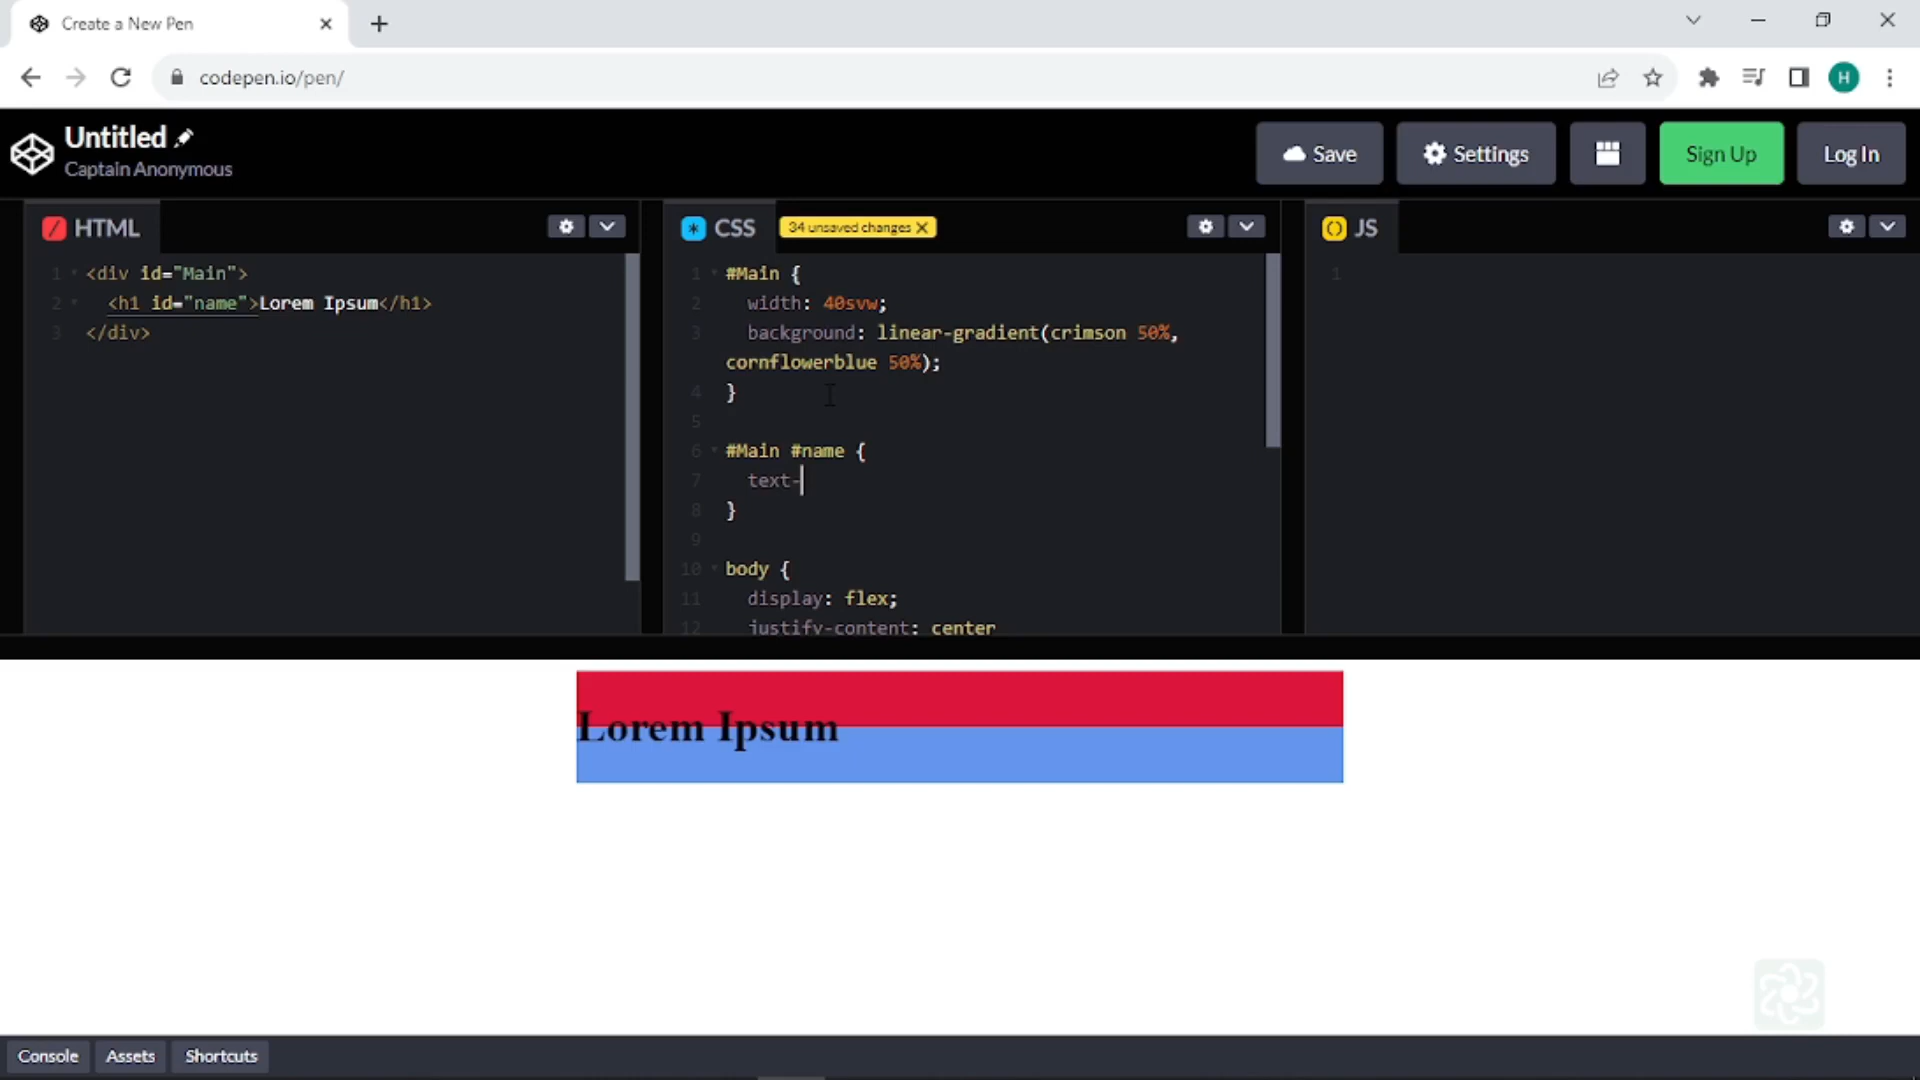 Create a New Pen
codepen.io/pen/
H
Untitled
Captain Anonymous
Save
Settings
Sign Up
Log In
HTML
CSS
34 unsaved changes
JS
1 <div id="Main">
2 <h1 id="name">Lorem Ipsum</h1>
3 </div>
1 #Main {
2 width: 40svw;
3 background: linear-gradient(crimson 50%,
cornflowerblue 50%);
4 }
5
6 #Main #name {
7 text-
8 }
9
10 body {
11 display: flex;
12 justify-content: center
1
Lorem Ipsum
Console
Assets
Shortcuts